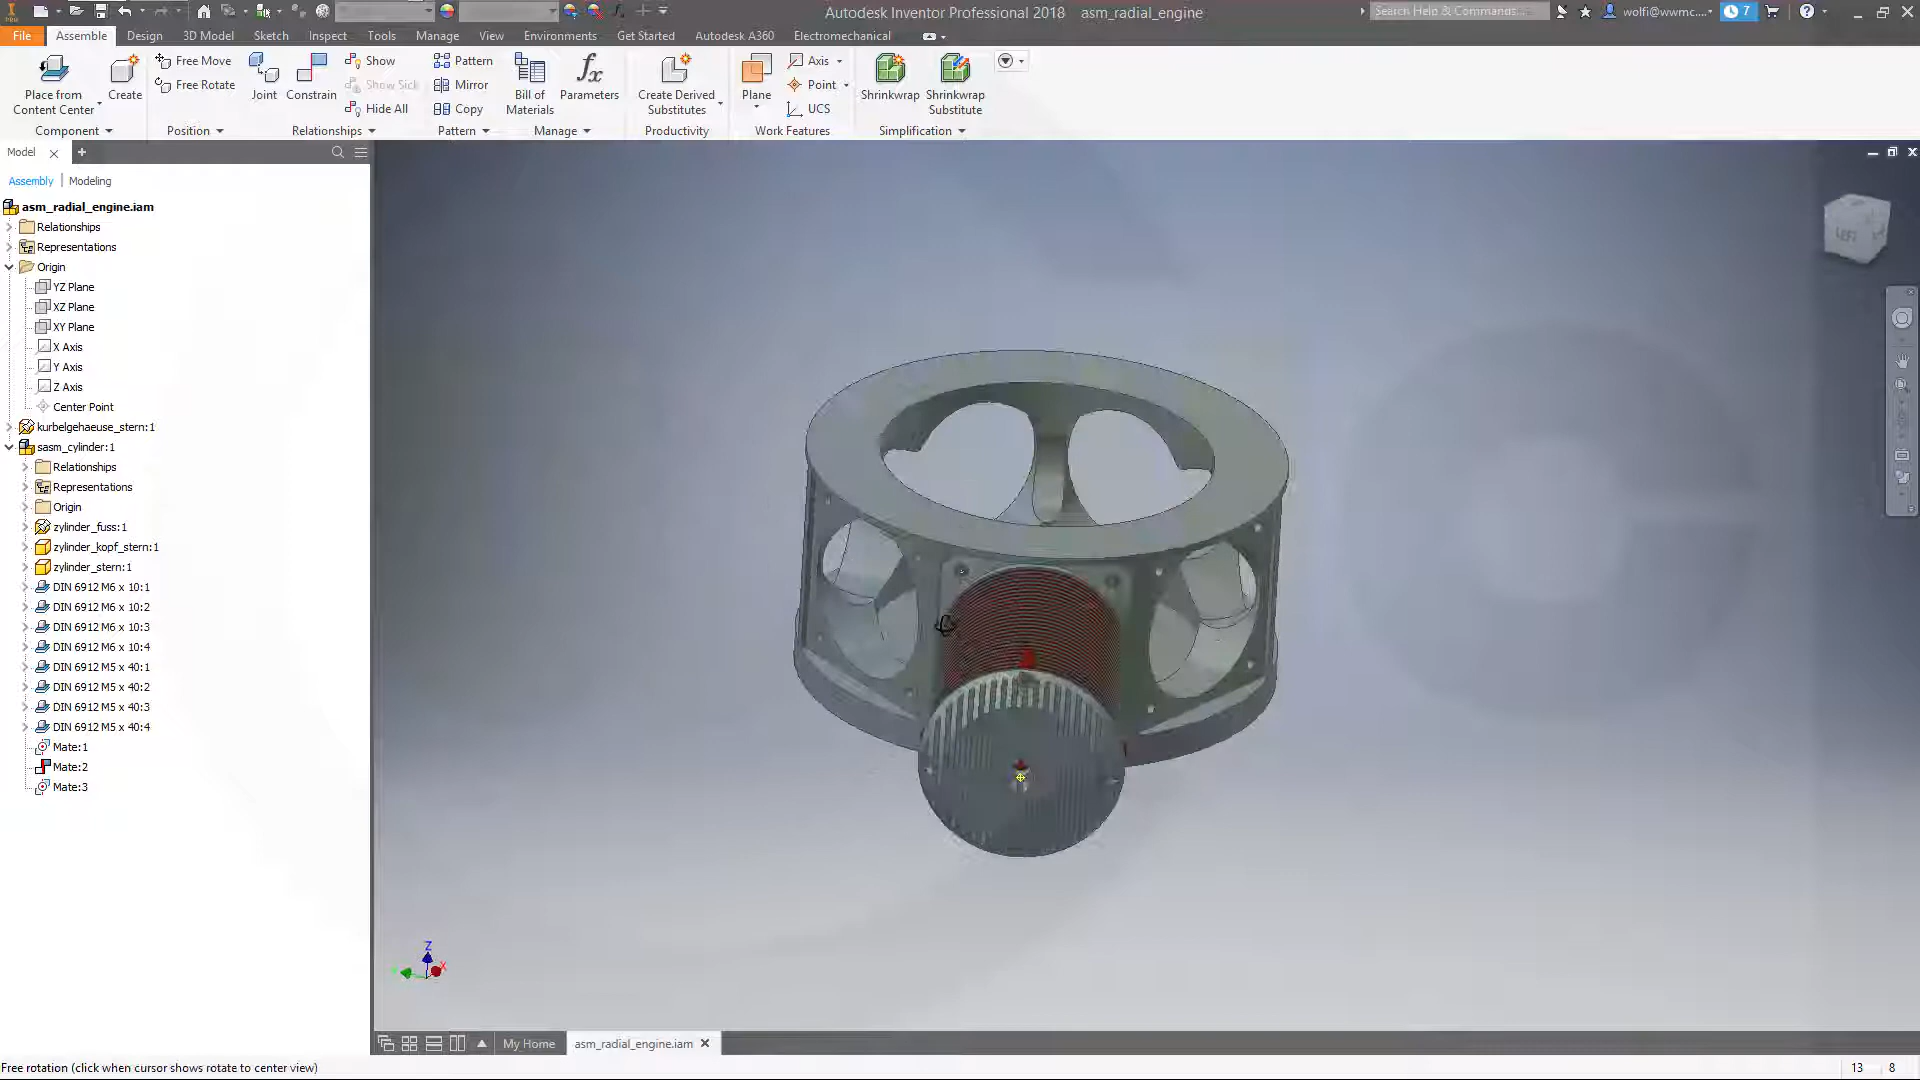 Autodesk Inventor Professional 2018 asm_radial_engine
Search Help & Commands...
wolfi@wwmc...
7
File Assemble Design 3D Model Sketch Inspect Tools Manage View Environments Get Started Autodesk A360 Electromechanical
Place from
Content Center
Create
Free Move
Free Rotate
Joint
Constrain
Show
Show Sick
Hide All
Pattern
Mirror
Copy
Bill of
Materials
Parameters
Create Derived
Substitutes
Plane
Axis
Point
UCS
Shrinkwrap
Shrinkwrap
Substitute
Component Position Relationships Pattern Manage Productivity Work Features Simplification
Model
Assembly Modeling
asm_radial_engine.iam
Relationships
Representations
Origin
YZ Plane
XZ Plane
XY Plane
X Axis
Y Axis
Z Axis
Center Point
kurbelgehaeuse_stern:1
sasm_cylinder:1
Relationships
Representations
Origin
zylinder_fuss:1
zylinder_kopf_stern:1
zylinder_stern:1
DIN 6912 M6 x 10:1
DIN 6912 M6 x 10:2
DIN 6912 M6 x 10:3
DIN 6912 M6 x 10:4
DIN 6912 M5 x 40:1
DIN 6912 M5 x 40:2
DIN 6912 M5 x 40:3
DIN 6912 M5 x 40:4
Mate:1
Mate:2
Mate:3
LEFT
Z
X
My Home asm_radial_engine.iam
Free rotation (click when cursor shows rotate to center view)
13 8